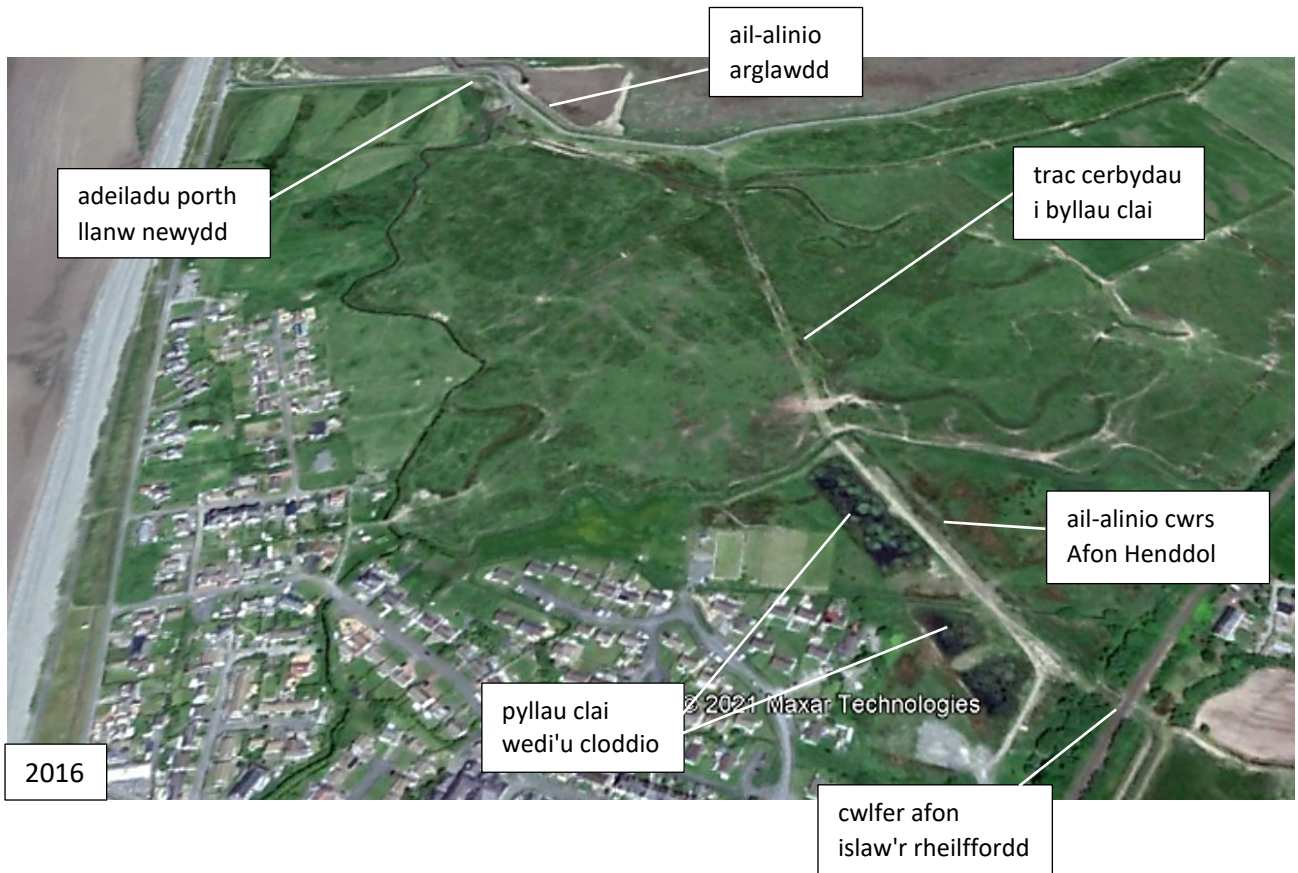 ail-alinio
arglawdd
adeiladu porth
llanw newydd
trac cerbydau
i byllau clai
ail-alinio cwrs
Afon Henddol
pyllau clai
wedi'u cloddio
© 2021 Maxar Technologies
2016
cwlfer afon
islaw'r rheilffordd